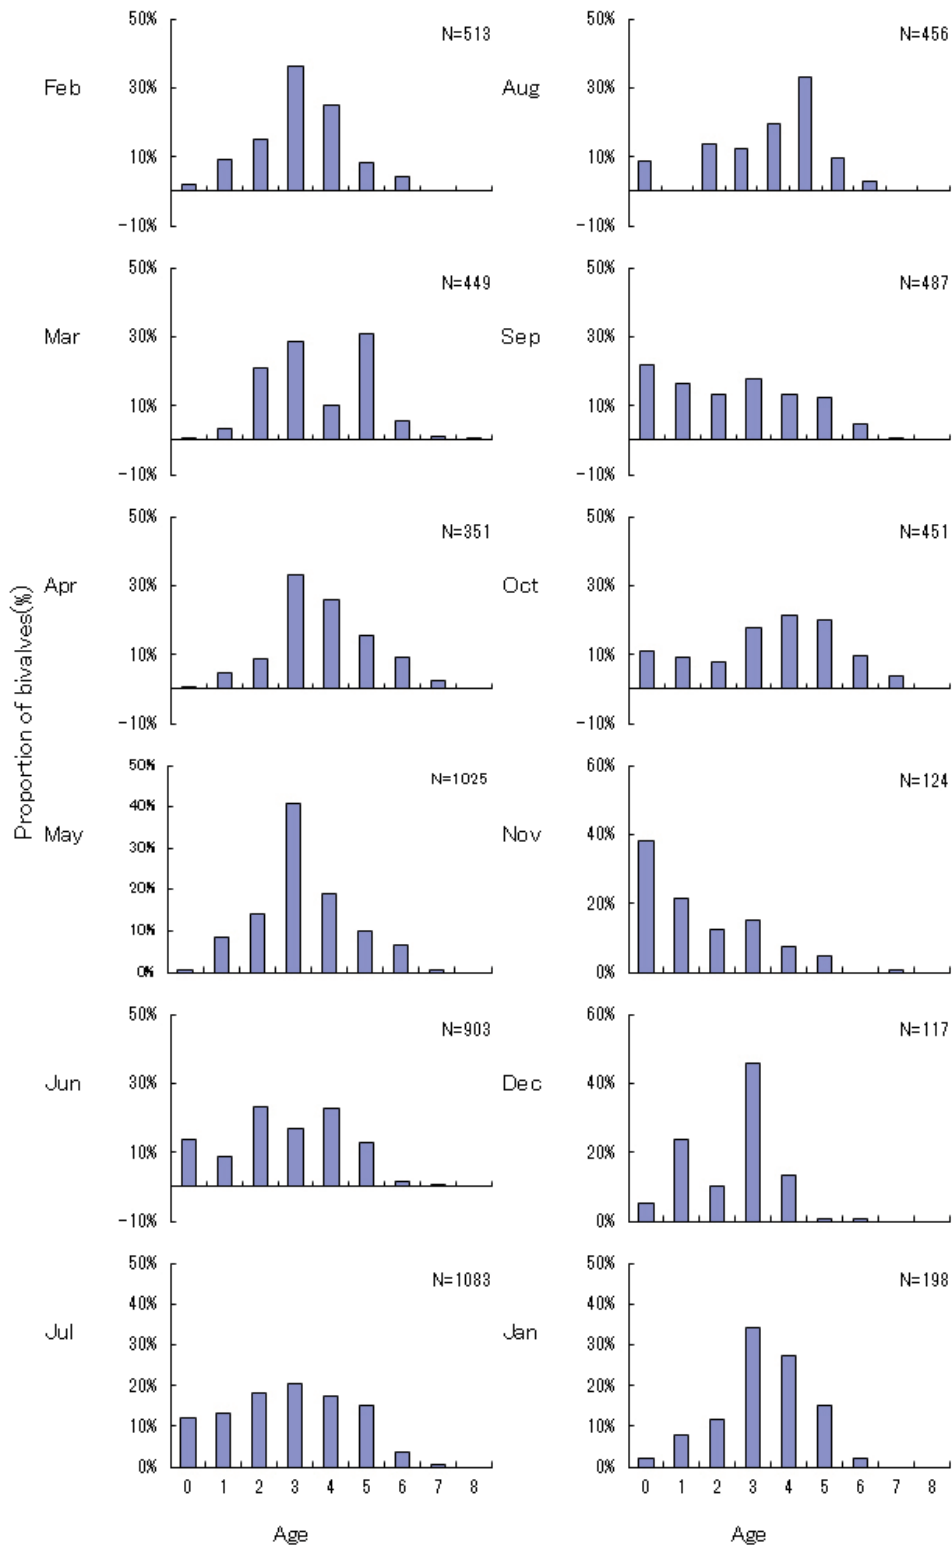 Proportion of bivalves(%)
Feb
50%
30%
10%
-10%
N=513
Mar
50%
30%
10%
-10%
N=449
Apr
50%
30%
10%
-10%
N=351
May
50%
40%
30%
20%
10%
0%
N=1025
Jun
50%
30%
10%
-10%
N=903
Jul
50%
40%
30%
20%
10%
0%
N=1083
0 1 2 3 4 5 6 7 8
Age
Aug
50%
30%
10%
-10%
N=456
Sep
50%
30%
10%
-10%
N=487
Oct
50%
30%
10%
-10%
N=451
Nov
60%
40%
20%
0%
N=124
Dec
60%
40%
20%
0%
N=117
Jan
50%
40%
30%
20%
10%
0%
N=198
0 1 2 3 4 5 6 7 8
Age